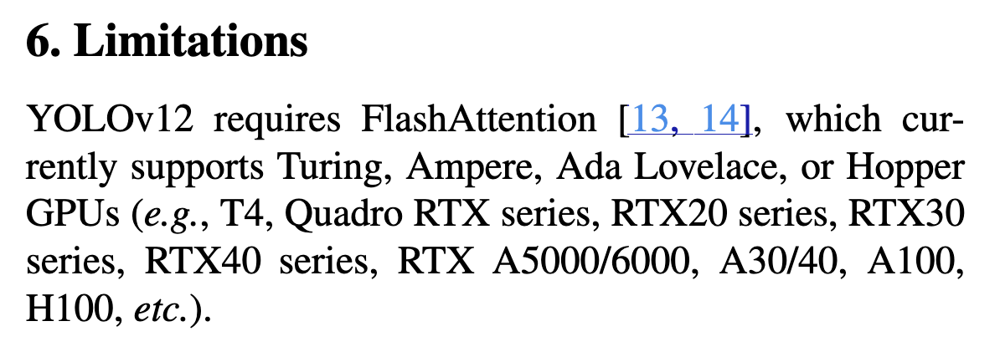 6. Limitations
YOLOv12 requires FlashAttention [13, 14], which cur-
rently supports Turing, Ampere, Ada Lovelace, or Hopper
GPUs (e.g., T4, Quadro RTX series, RTX20 series, RTX30
series, RTX40 series, RTX A5000/6000, A30/40, A100,
H100, etc.).